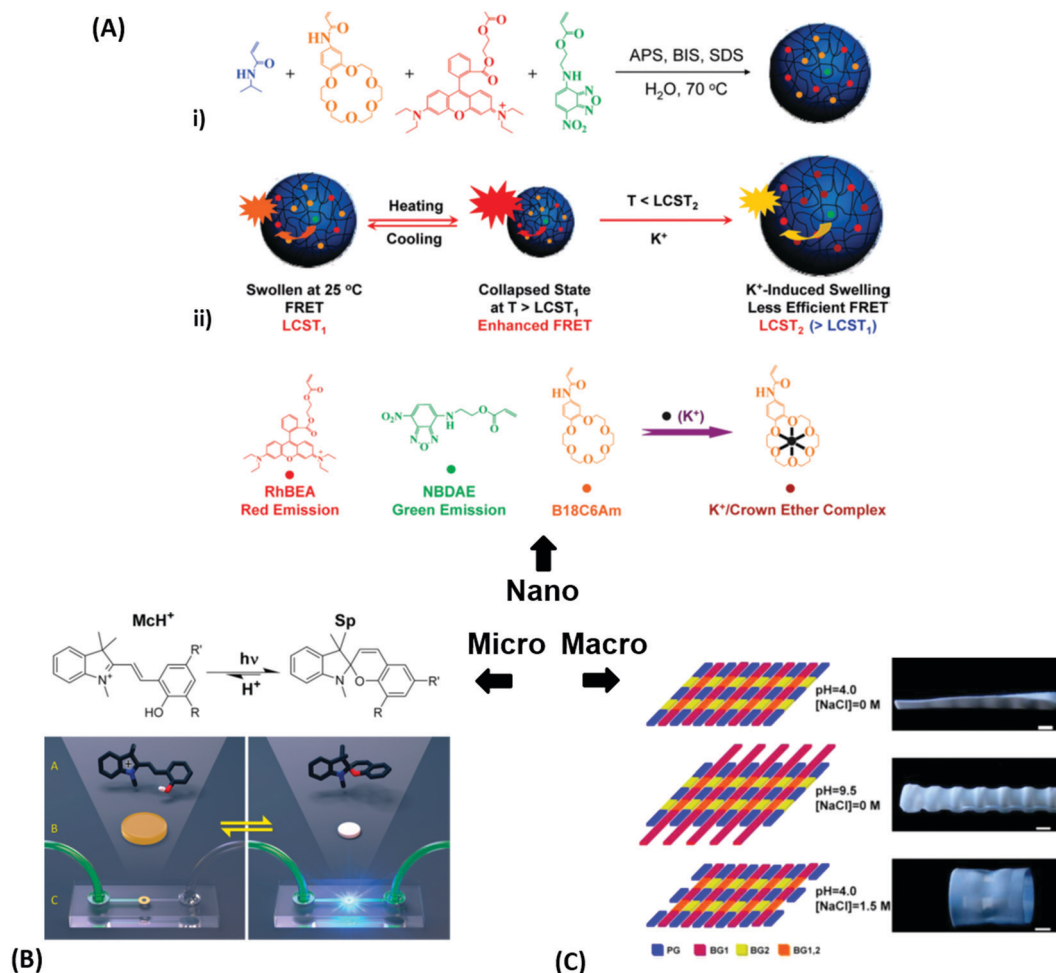 (A)
APS, BIS, SDS
H₂O, 70 °C
i)
Heating
Cooling
T < LCST₂
K⁺
Swollen at 25 °C
FRET
LCST₁
Collapsed State
at T > LCST₁
Enhanced FRET
K⁺-Induced Swelling
Less Efficient FRET
LCST₂ (> LCST₁)
ii)
(K⁺)
RhBEA
Red Emission
NBDAE
Green Emission
B18C6Am
K⁺/Crown Ether Complex
Nano
Micro
Macro
McH⁺
Sp
hν
H⁺
A
B
C
pH=4.0
[NaCl]=0 M
pH=9.5
[NaCl]=0 M
pH=4.0
[NaCl]=1.5 M
PG
BG1
BG2
BG1,2
(B)
(C)